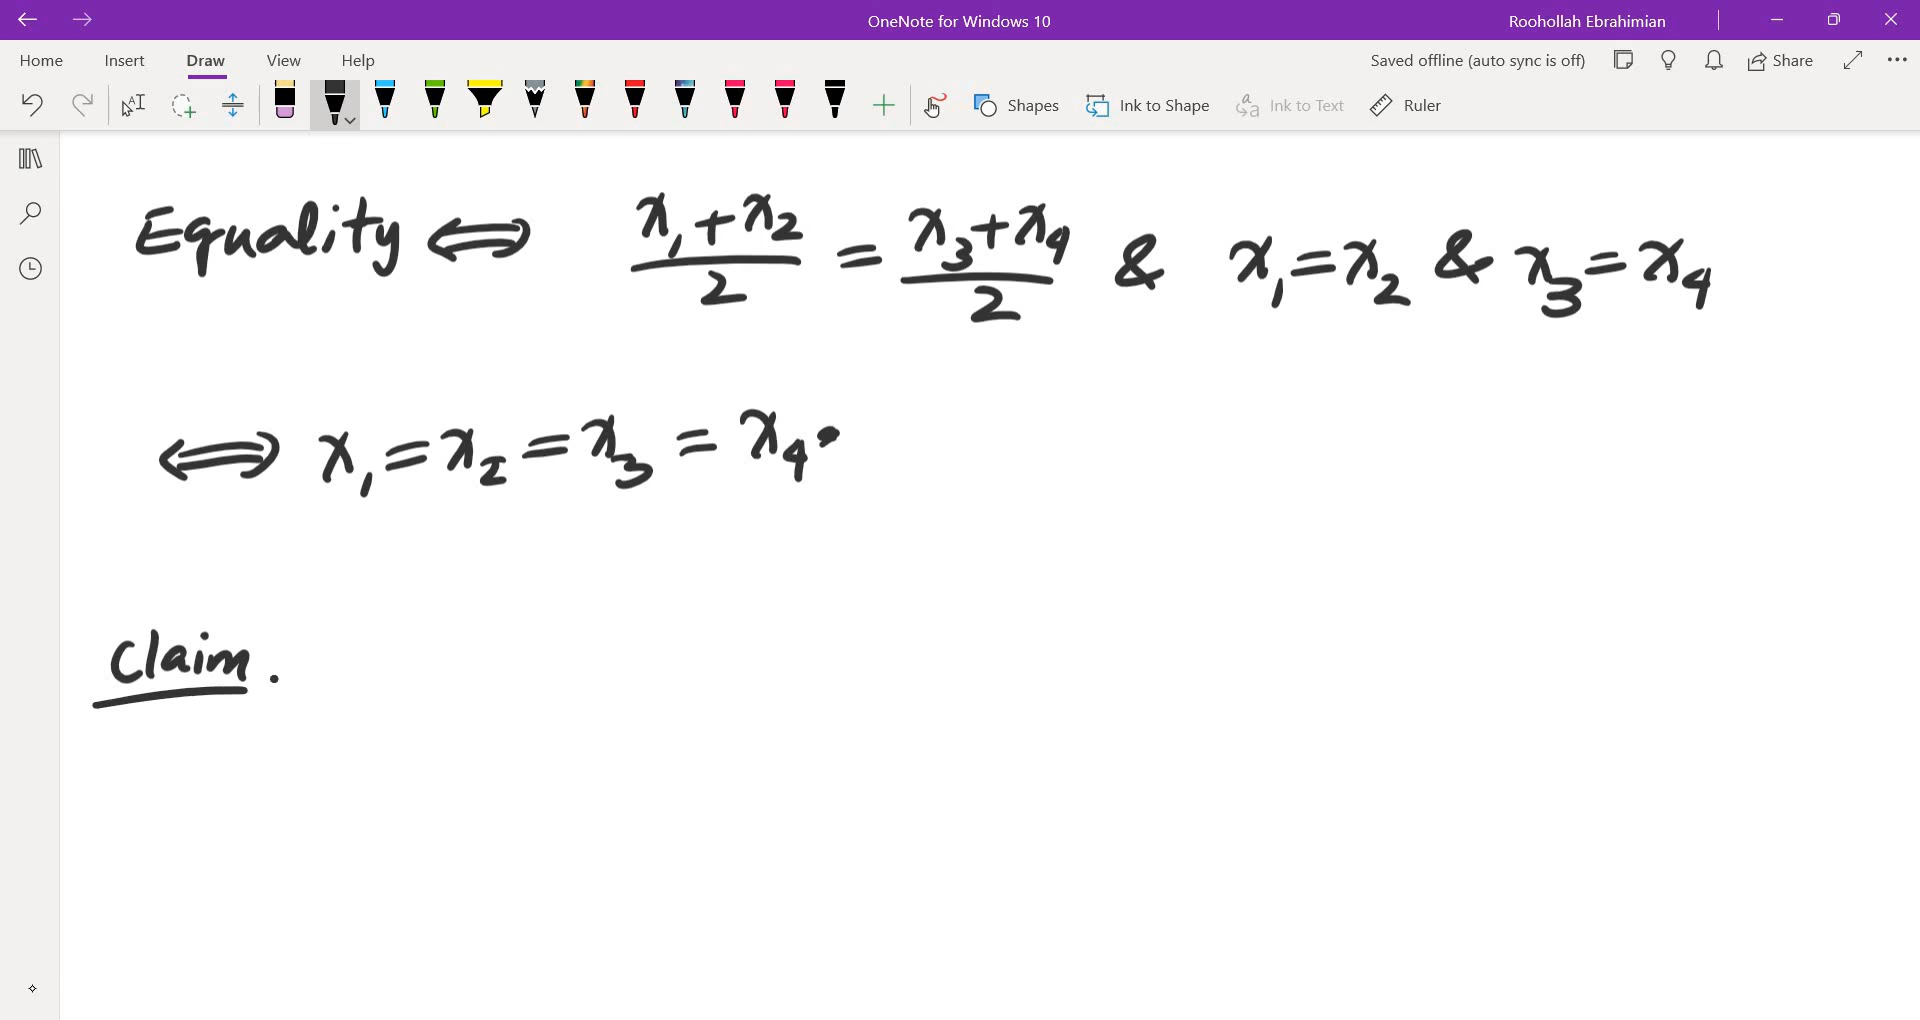 OneNote for Windows 10
Roohollah Ebrahimian
Home Insert Draw View Help
Saved offline (auto sync is off) Share
Shapes Ink to Shape Ink to Text Ruler
Equality ⟺ (x₁+x₂)/2 = (x₃+x₄)/2 & x₁=x₂ & x₃=x₄
⟺ x₁=x₂=x₃=x₄.
Claim.